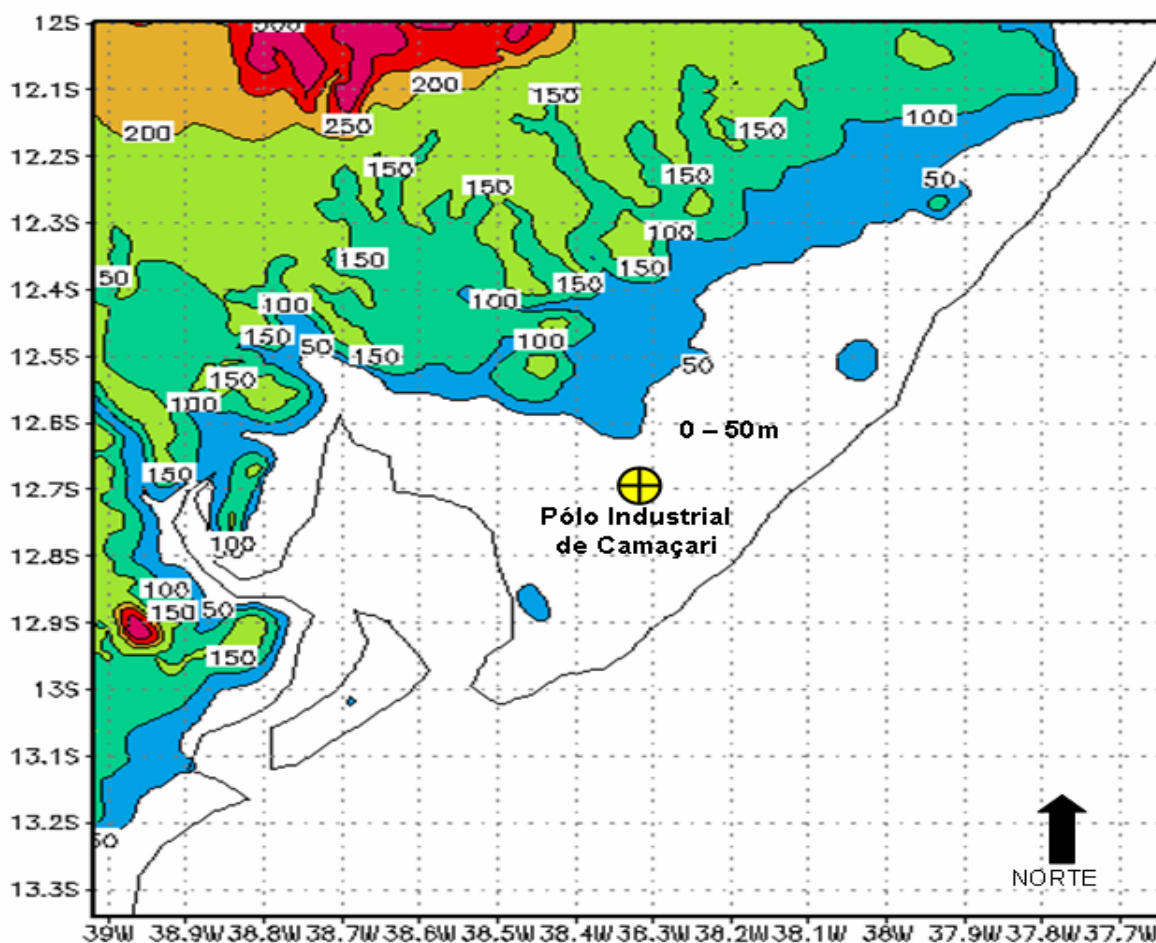 12S
12.1S
200
150
100
200
250
150
12.2S
150
150
150
50
12.3S
100
150
150
50
150
12.4S
100
100
150
100
12.5S
50
150
50
150
100
12.6S
0 – 50m
150
12.7S
Pólo Industrial
de Camaçari
12.8S
100
100
150
50
12.9S
150
13S
13.1S
13.2S
50
NORTE
13.3S
39W 38.9W 38.8W 38.7W 38.6W 38.5W 38.4W 38.3W 38.2W 38.1W 38W 37.9W 37.8W 37.7W